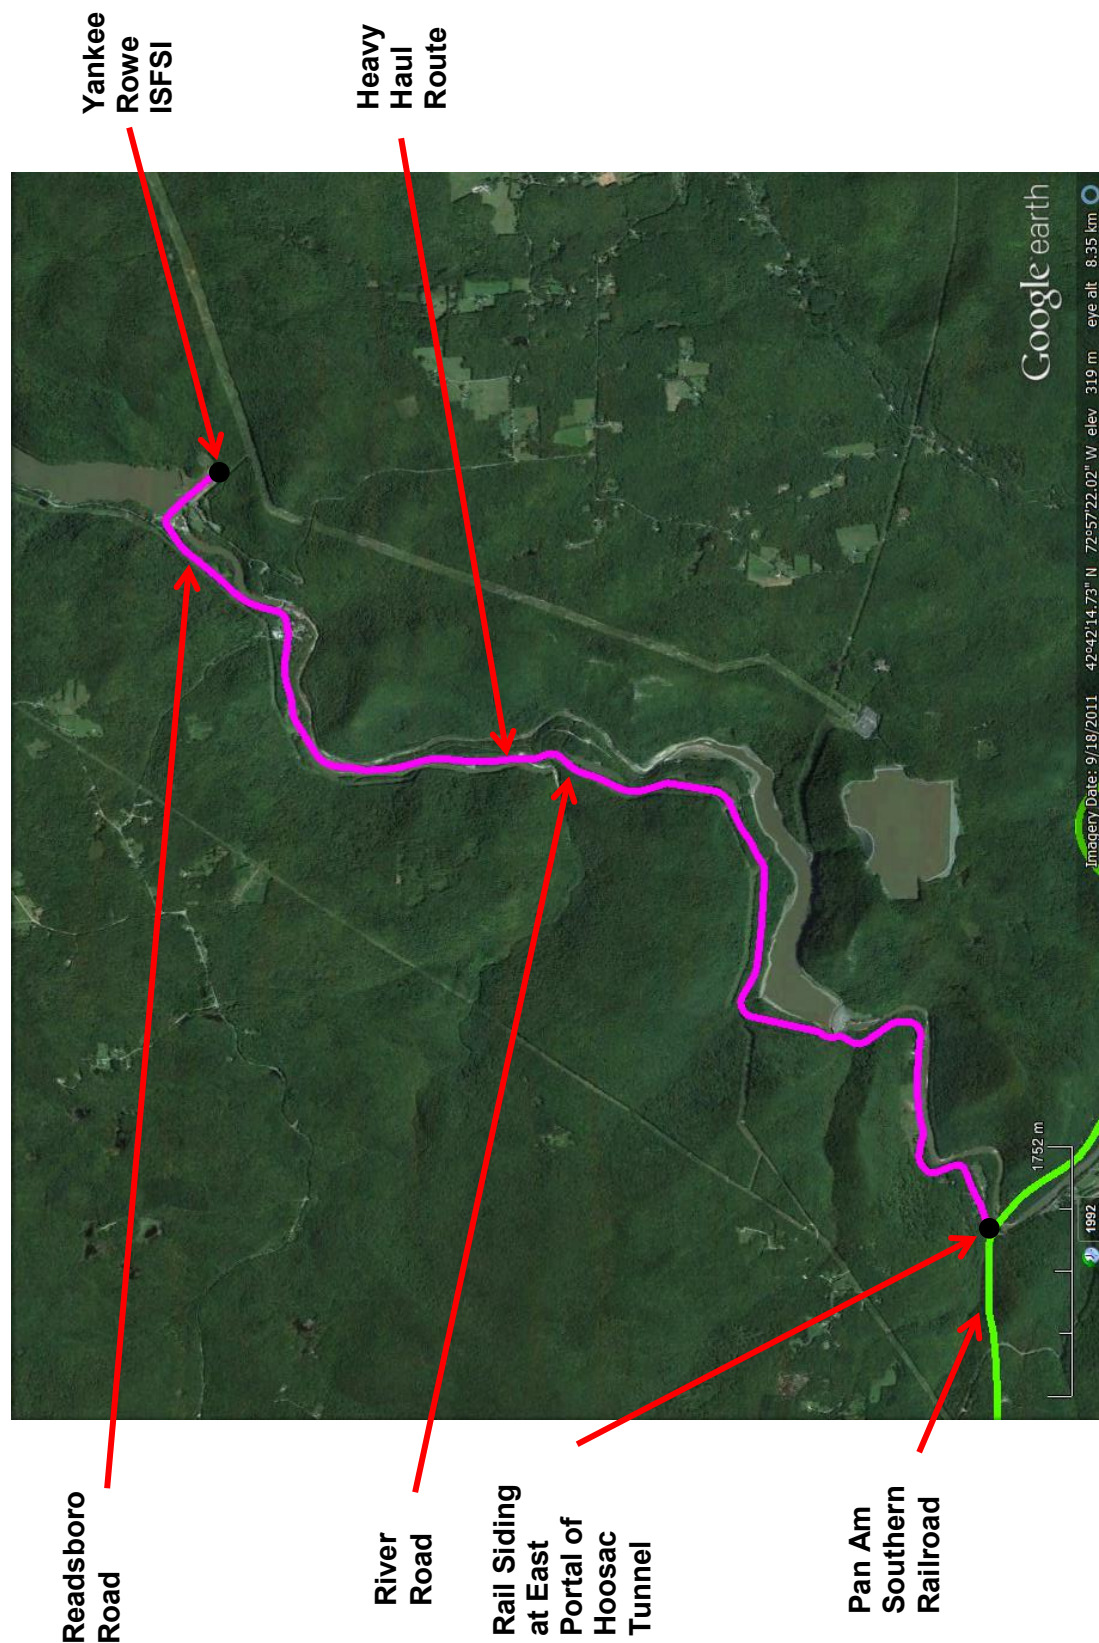 Readsboro
Road
River
Road
Rail Siding
at East
Portal of
Hoosac
Tunnel
Pan Am
Southern
Railroad
Yankee
Rowe
ISFSI
Heavy
Haul
Route
Google earth
1752 m
1992
Imagery Date: 9/18/2011 42°42'14.73" N 72°57'22.02" W elev 319 m eye alt 8.35 km